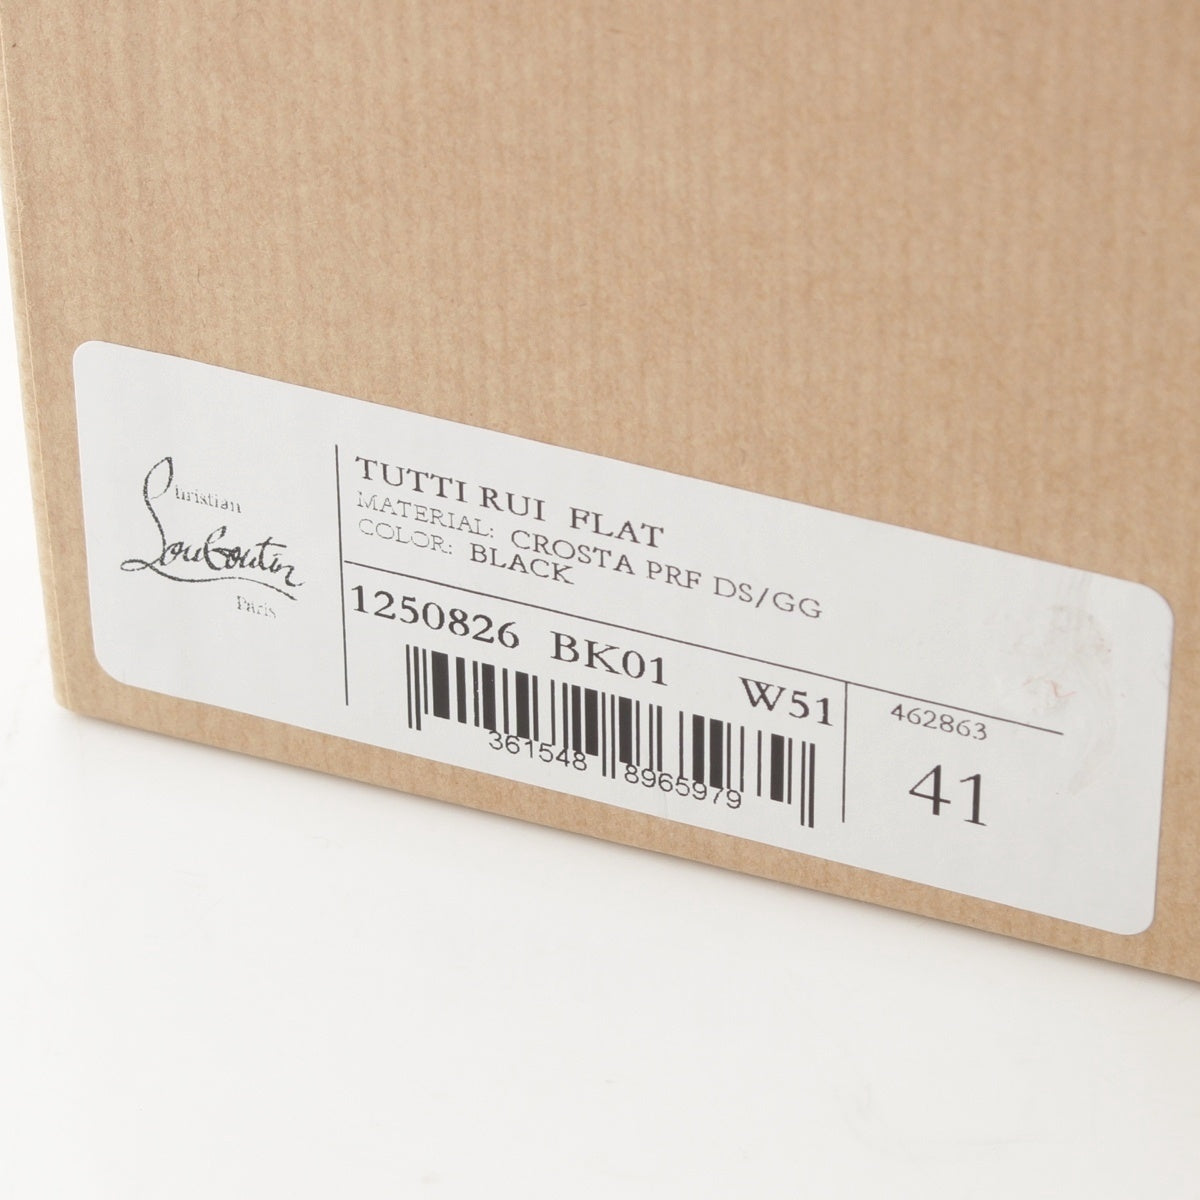 Christian
Louboutin
Paris
TUTTI RUI FLAT
MATERIAL: CROSTA PRF DS/GG
COLOR: BLACK
1250826 BK01 W51
361548 8965979
462863
41